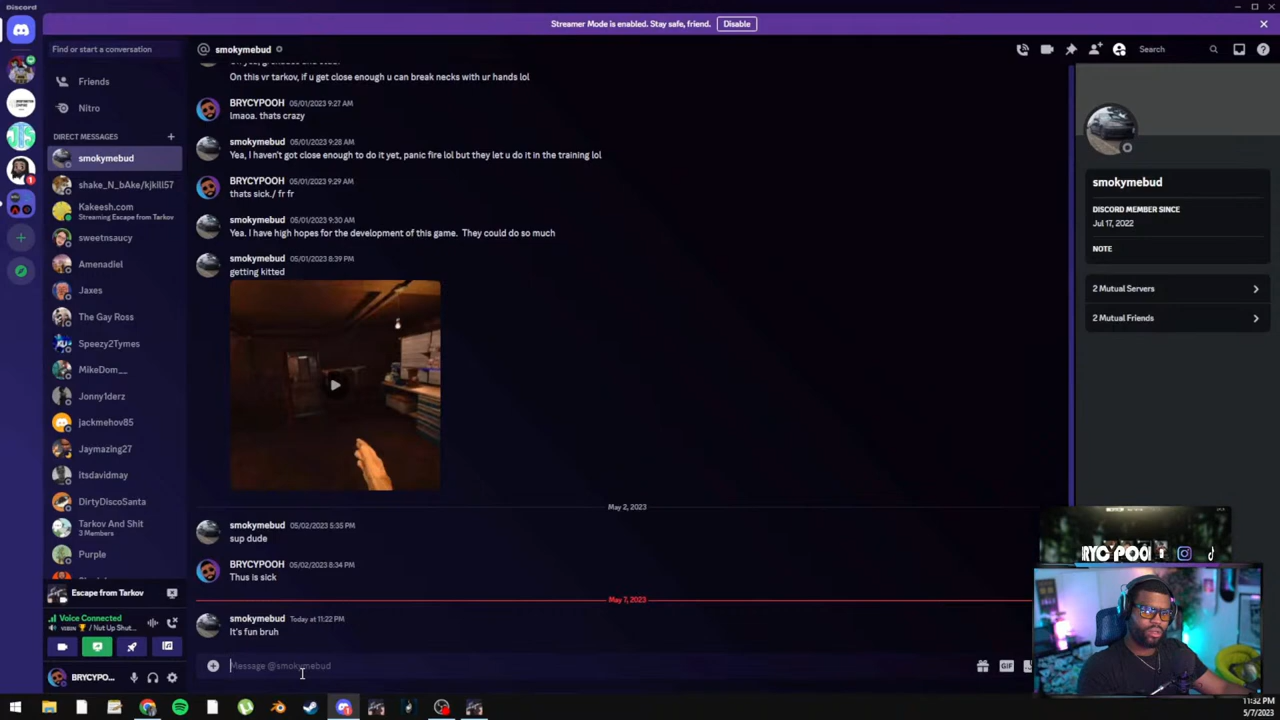 Discord
Streamer Mode is enabled. Stay safe, friend. Disable
Find or start a conversation
smokymebud
Search
Friends
Nitro
DIRECT MESSAGES
smokymebud
shake_N_bAke/kjkill57
Kakeesh.com
Streaming Escape from Tarkov
sweetnsaucy
Amenadiel
Jaxes
The Gay Ross
Speezy2Tymes
MikeDom__
Jonny1derz
jackmehov85
Jaymazing27
itsdavidmay
DirtyDiscoSanta
Tarkov And Shit
3 Members
Purple
Escape from Tarkov
Voice Connected
/ Nut Up Shut...
BRYCYPO...
On this vr tarkov, if u get close enough u can break necks with ur hands lol
BRYCYPOOH 05/01/2023 9:27 AM
lmaoa. thats crazy
smokymebud 05/01/2023 9:28 AM
Yea, I haven't got close enough to do it yet, panic fire lol but they let u do it in the training lol
BRYCYPOOH 05/01/2023 9:29 AM
thats sick./ fr fr
smokymebud 05/01/2023 9:30 AM
Yea. I have high hopes for the development of this game. They could do so much
smokymebud 05/01/2023 8:39 PM
getting kitted
May 2, 2023
smokymebud 05/02/2023 5:35 PM
sup dude
BRYCYPOOH 05/02/2023 8:34 PM
Thus is sick
May 7, 2023
smokymebud Today at 11:22 PM
It's fun bruh
Message @smokymebud
GIF
smokymebud
DISCORD MEMBER SINCE
Jul 17, 2022
NOTE
2 Mutual Servers
2 Mutual Friends
11:32 PM
5/7/2023